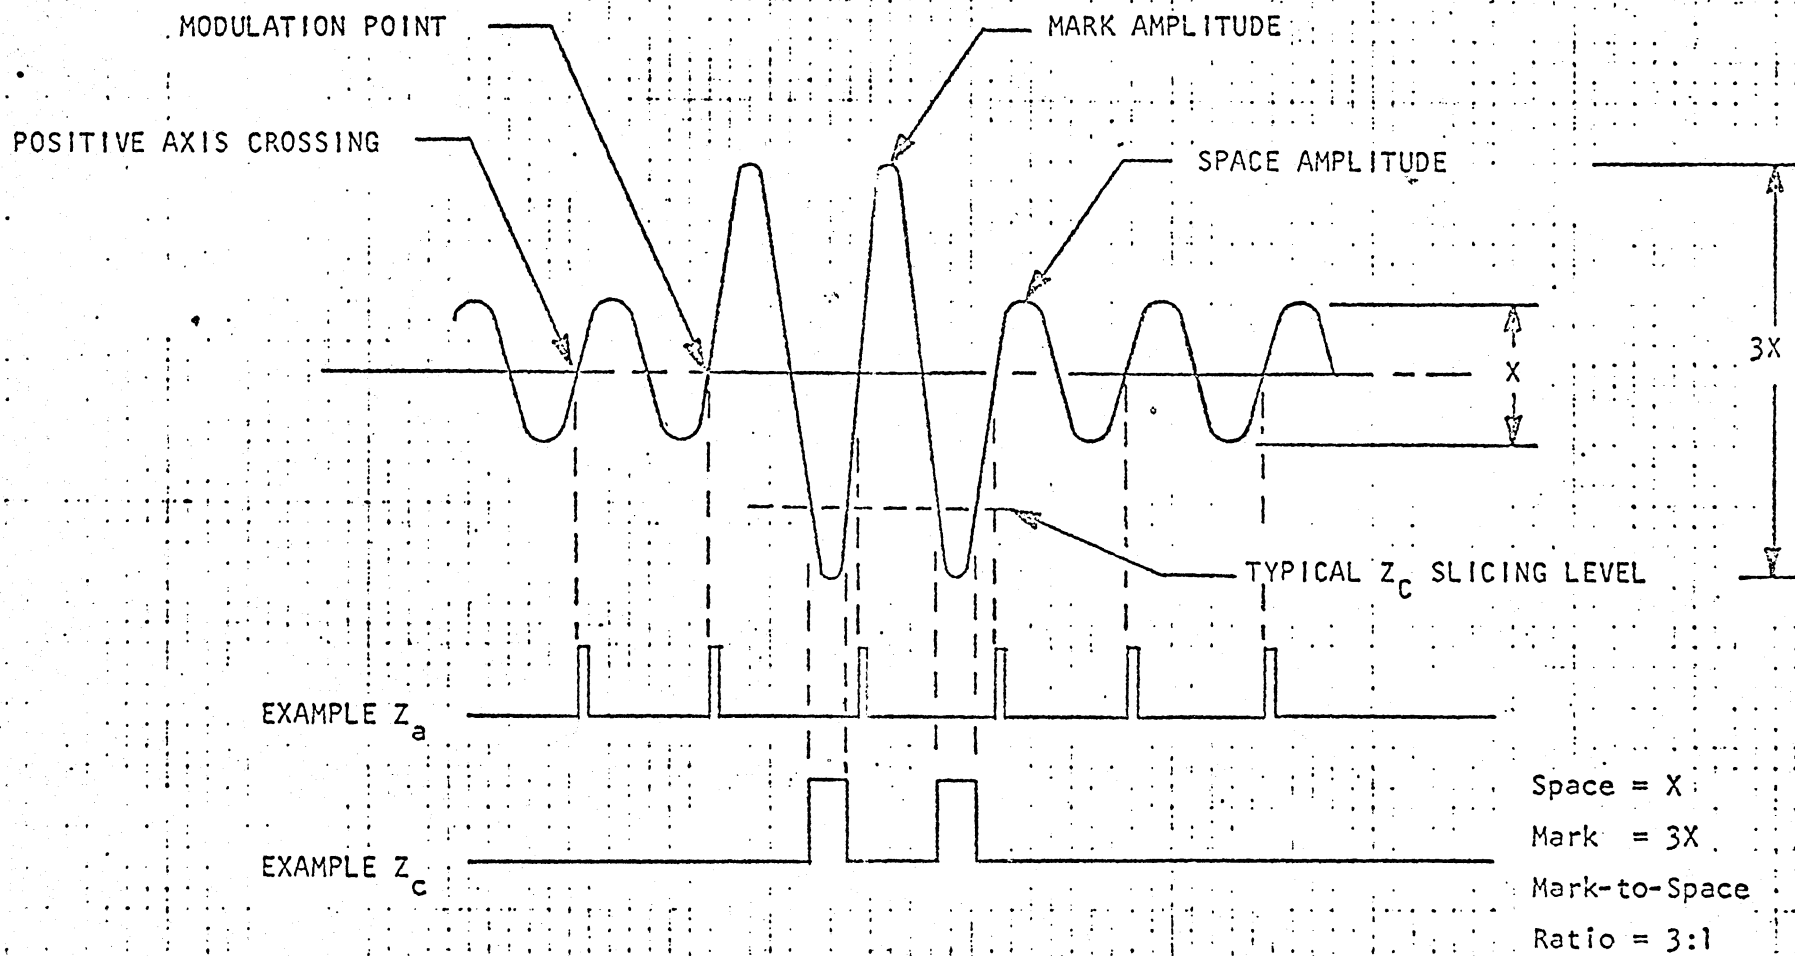 MODULATION POINT
MARK AMPLITUDE
POSITIVE AXIS CROSSING
SPACE AMPLITUDE
3X
X
TYPICAL Zc SLICING LEVEL
EXAMPLE Za
EXAMPLE Zc
Space = X
Mark = 3X
Mark-to-Space
Ratio = 3:1